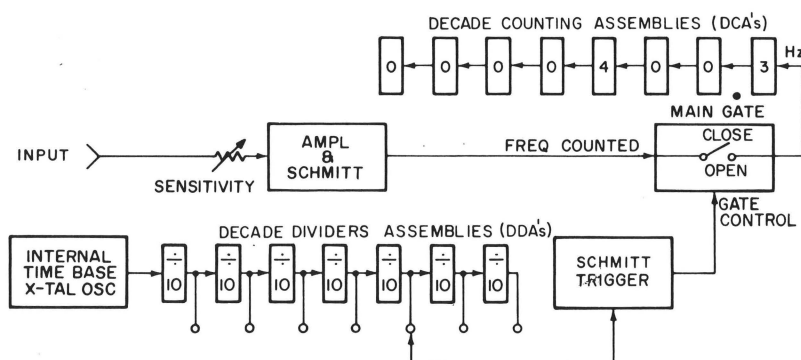 DECADE COUNTING ASSEMBLIES (DCA's)
0 0 0 0 4 0 0 3 Hz
MAIN GATE
INPUT
SENSITIVITY
AMPL
&
SCHMITT
FREQ COUNTED
CLOSE
OPEN
GATE
CONTROL
DECADE DIVIDERS ASSEMBLIES (DDA's)
INTERNAL
TIME BASE
X-TAL OSC
÷ ÷ ÷ ÷ ÷ ÷ ÷
10 10 10 10 10 10 10
SCHMITT
TRIGGER